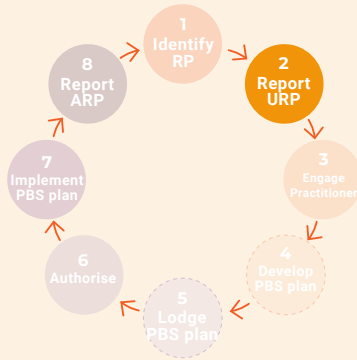 1
Identify
RP
2
Report
URP
3
Engage
Practitioner
4
Develop
PBS plan
5
Lodge
PBS plan
6
Authorise
7
Implement
PBS plan
8
Report
ARP